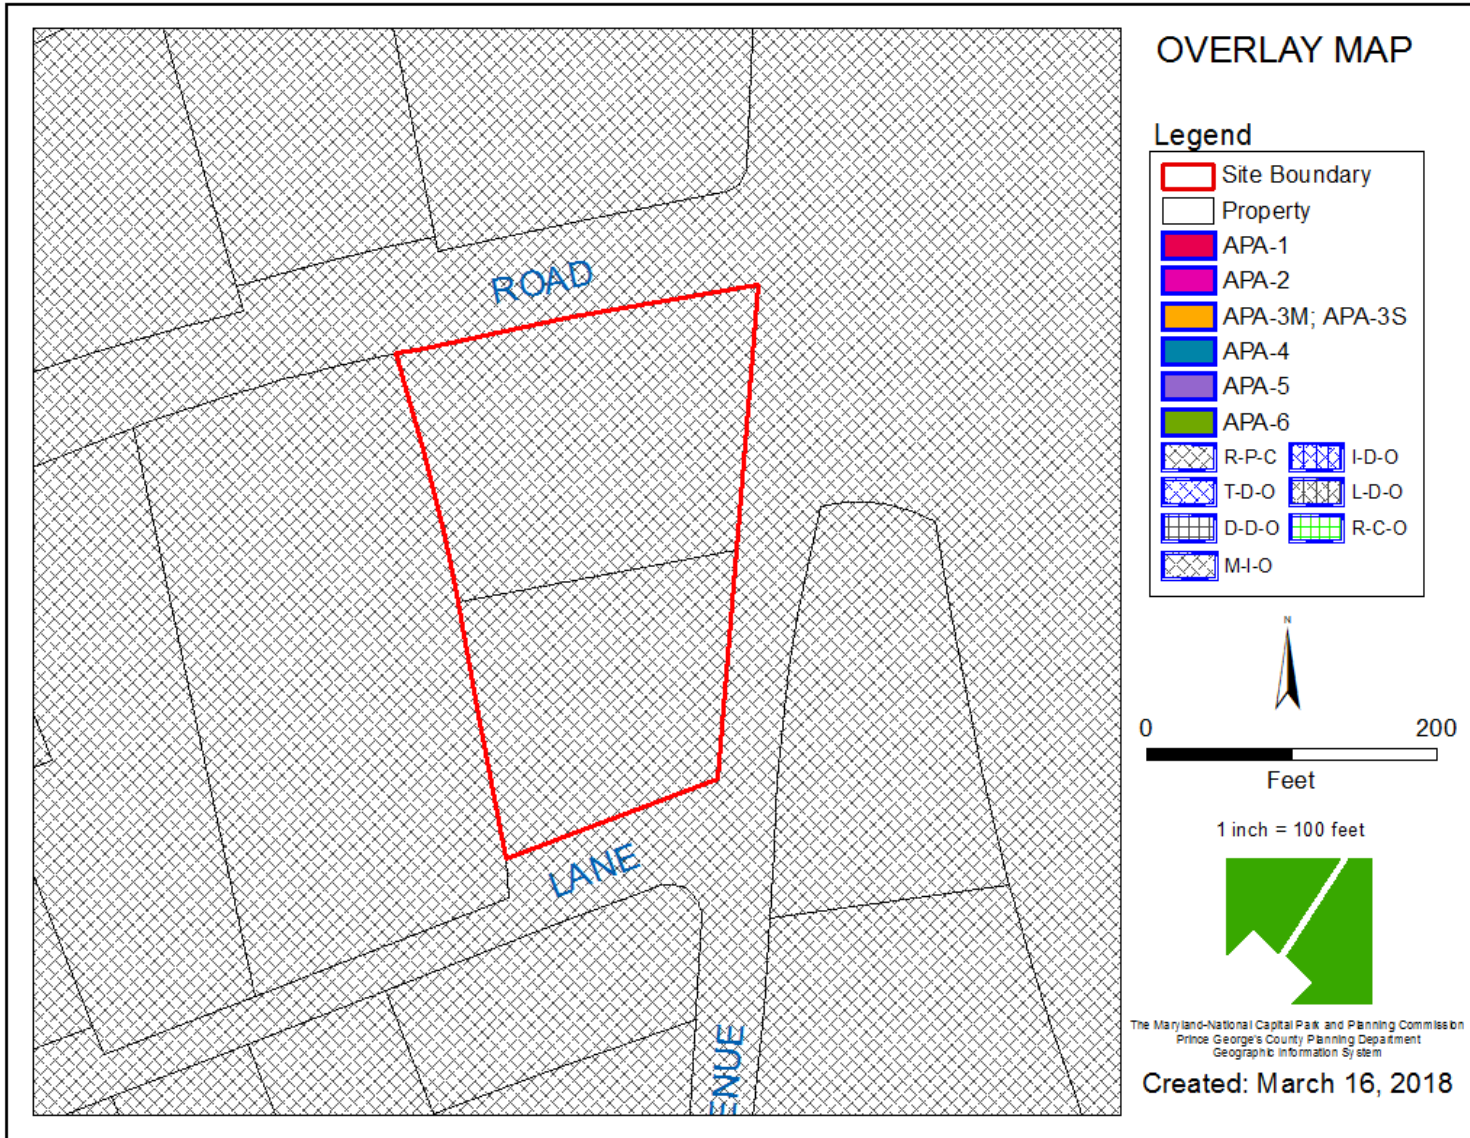 OVERLAY MAP
Legend
Site Boundary
Property
APA-1
APA-2
APA-3M; APA-3S
APA-4
APA-5
APA-6
R-P-C I-D-O
T-D-O L-D-O
D-D-O R-C-O
M-I-O
N
0 200
Feet
1 inch = 100 feet
The Maryland-National Capital Park and Planning Commission
Prince George's County Planning Department
Geographic Information System
Created: March 16, 2018
ROAD
LANE
ENUE